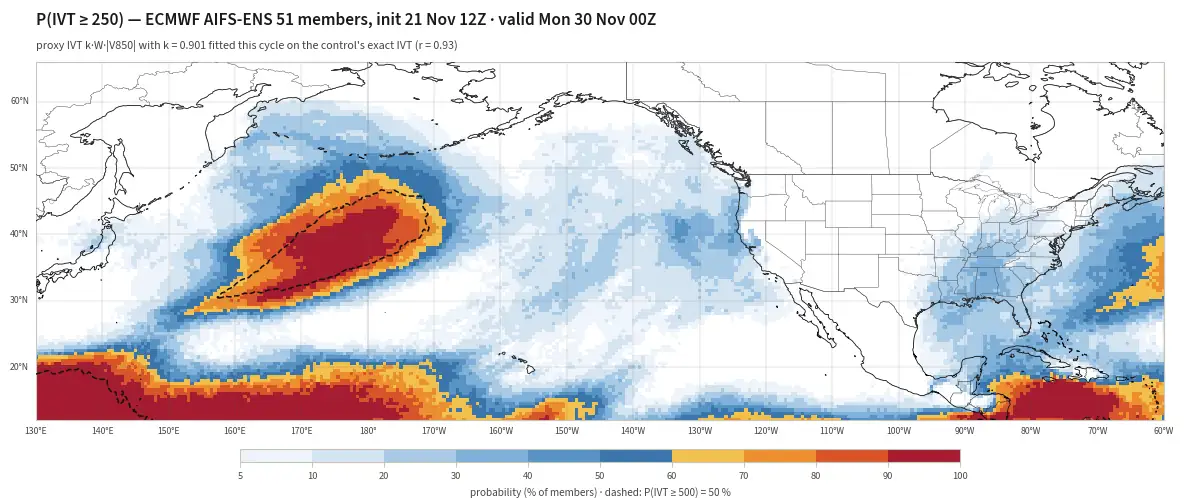 P(IVT ≥ 250) — ECMWF AIFS-ENS 51 members, init 21 Nov 12Z · valid Mon 30 Nov 00Z
proxy IVT k·W·|V850| with k = 0.901 fitted this cycle on the control's exact IVT (r = 0.93)
60°N
50°N
40°N
30°N
20°N
130°E 140°E 150°E 160°E 170°E 180° 170°W 160°W 150°W 140°W 130°W 120°W 110°W 100°W 90°W 80°W 70°W 60°W
5 10 20 30 40 50 60 70 80 90 100
probability (% of members) · dashed: P(IVT ≥ 500) = 50 %